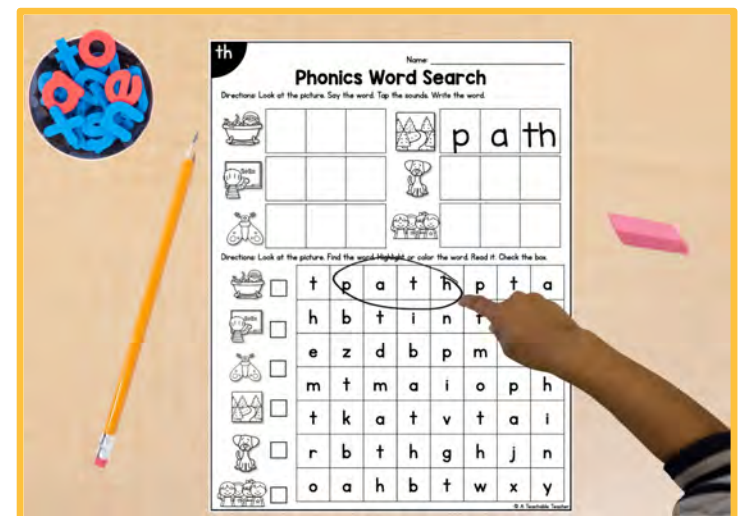 th
Name:
Phonics Word Search
Directions: Look at the picture. Say the word. Tap the sounds. Write the word.
p a th
Directions: Look at the picture. Find the word. Highlight or color the word. Read it. Check the box.
t p a t h p t a
h b t i n
e z d b p m
m t m a i o p h
t k a t v t a i
r b t h g h j n
o a h b t w x y
© A Teachable Teacher
t o
a e